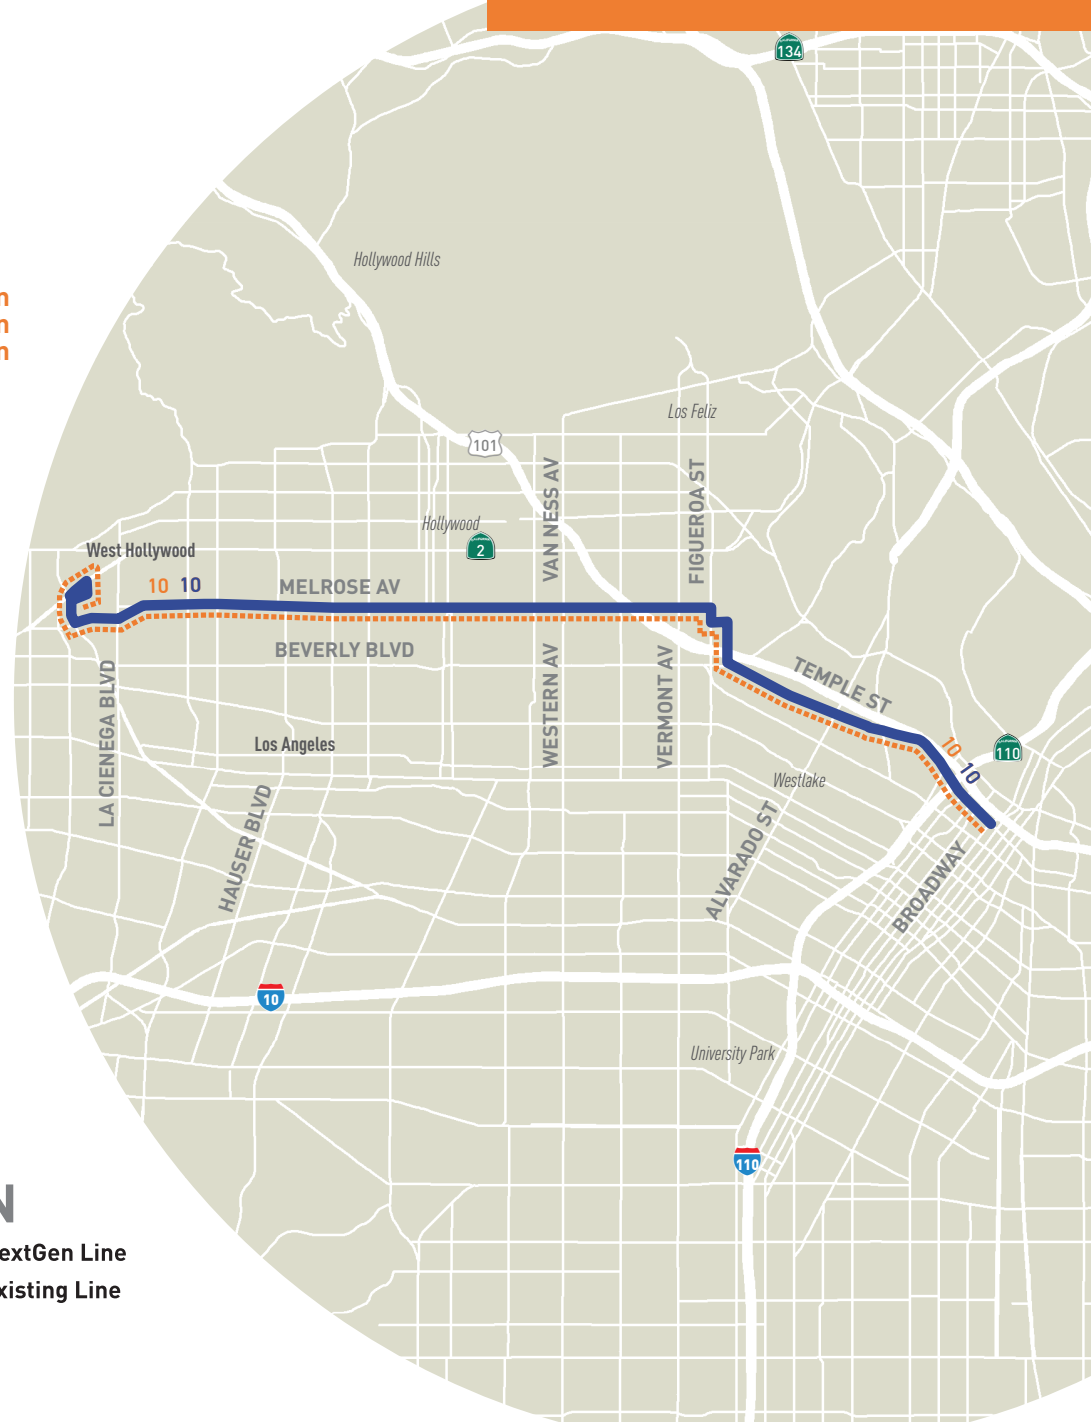 134
Hollywood Hills
n
n
n
Los Feliz
101
VAN NESS AV
FIGUEROA ST
Hollywood
2
West Hollywood
10 10
MELROSE AV
BEVERLY BLVD
LA CIENEGA BLVD
WESTERN AV
VERMONT AV
TEMPLE ST
Los Angeles
10
10
110
Westlake
HAUSER BLVD
ALVARADO ST
BROADWAY
10
University Park
110
N
extGen Line
xisting Line